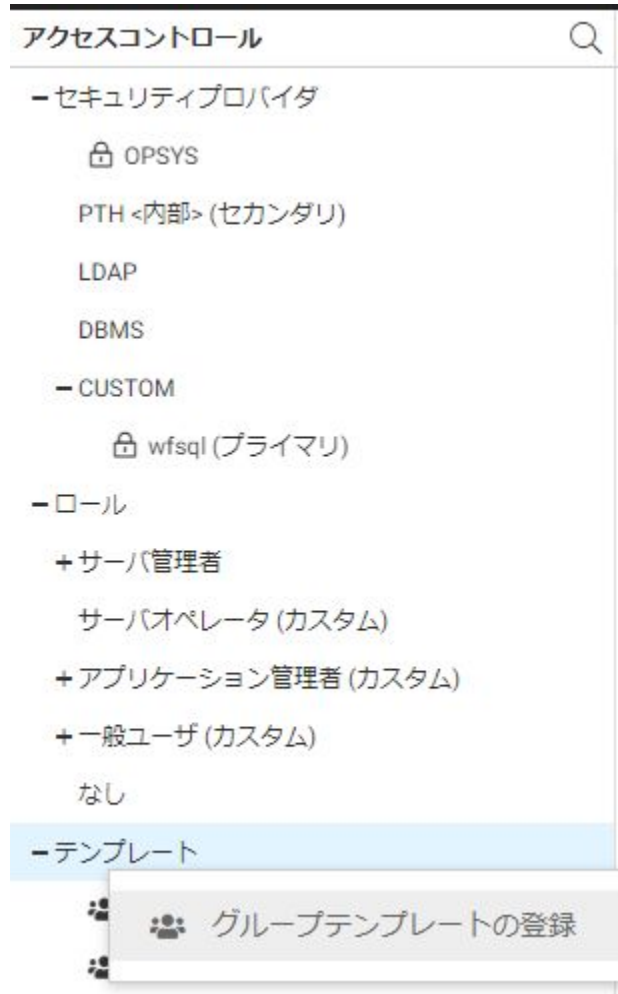 アクセスコントロール
セキュリティプロバイダ
OPSYS
PTH <内部> (セカンダリ)
LDAP
DBMS
CUSTOM
wfsql (プライマリ)
ロール
サーバ管理者
サーバオペレータ (カスタム)
アプリケーション管理者 (カスタム)
一般ユーザ (カスタム)
なし
テンプレート
グループテンプレートの登録